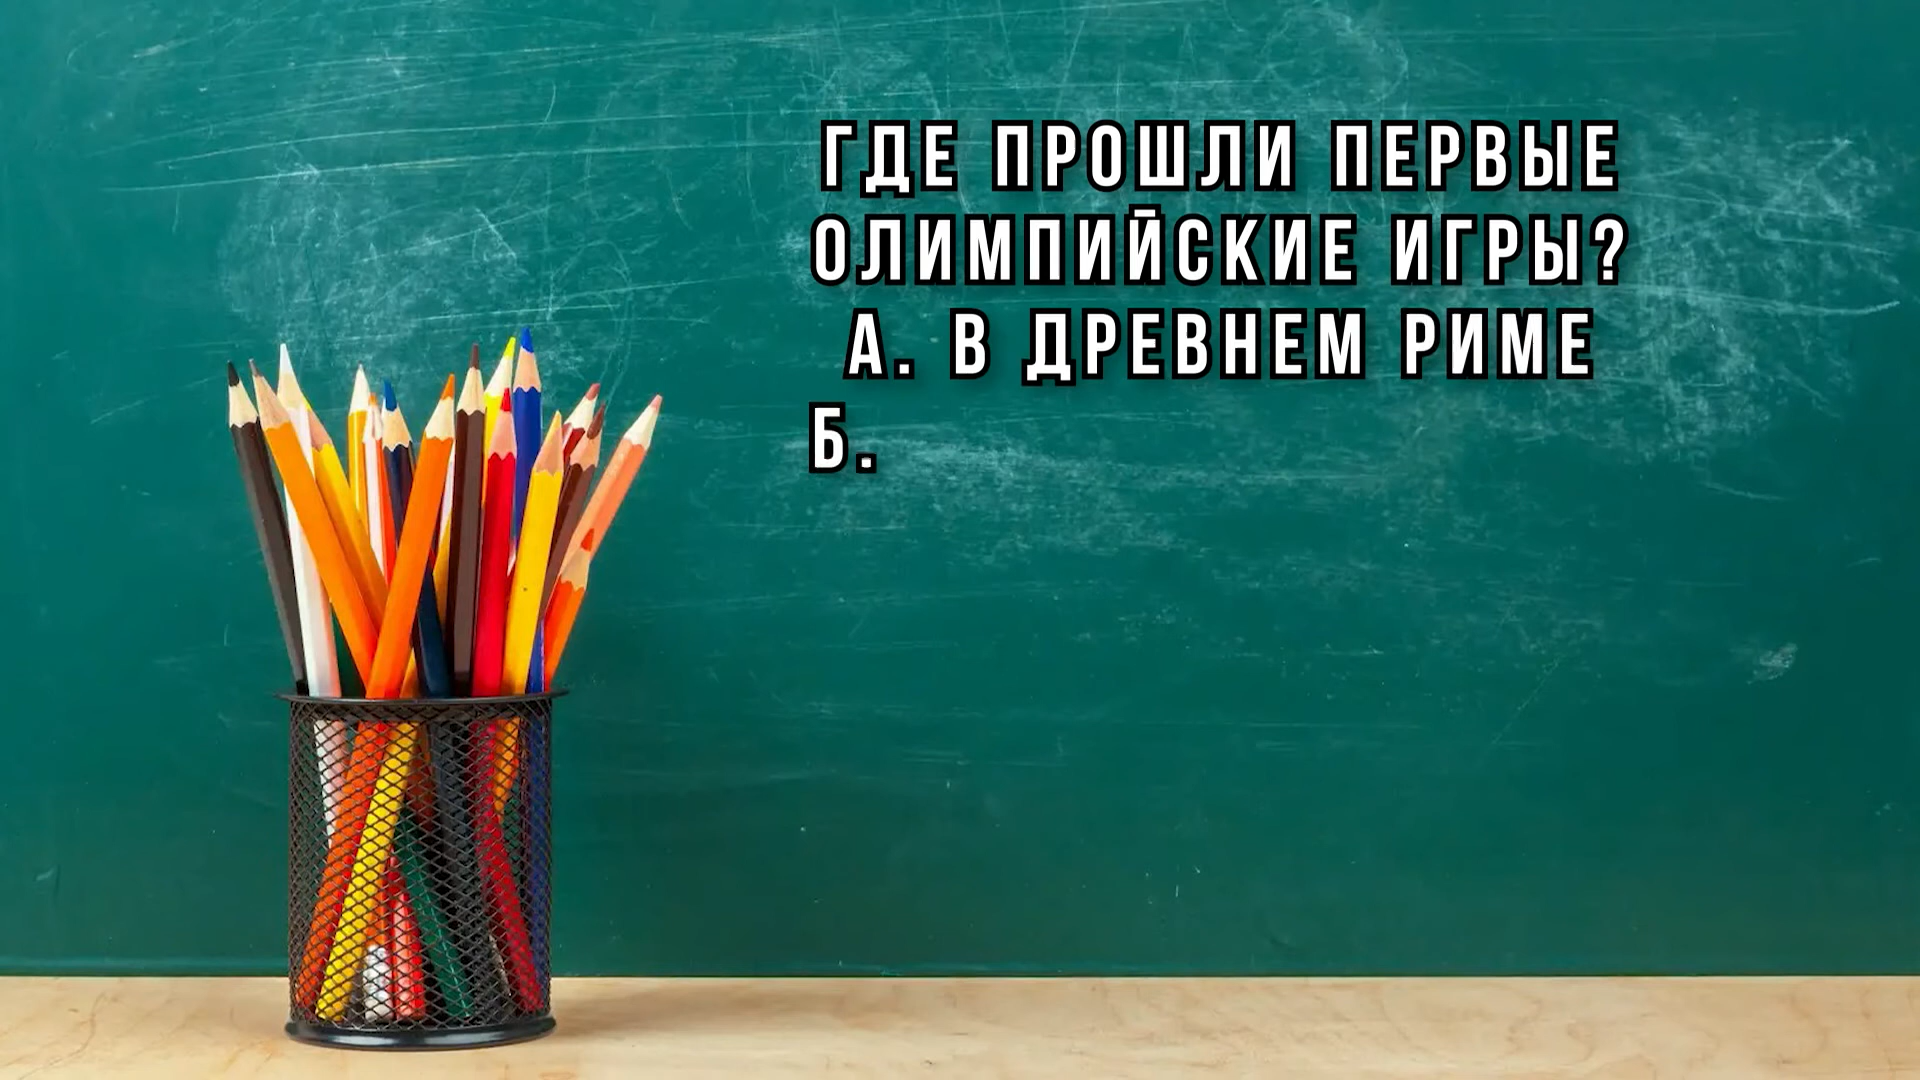 ГДЕ ПРОШЛИ ПЕРВЫЕ
ОЛИМПИЙСКИЕ ИГРЫ?
А. В ДРЕВНЕМ РИМЕ
Б.